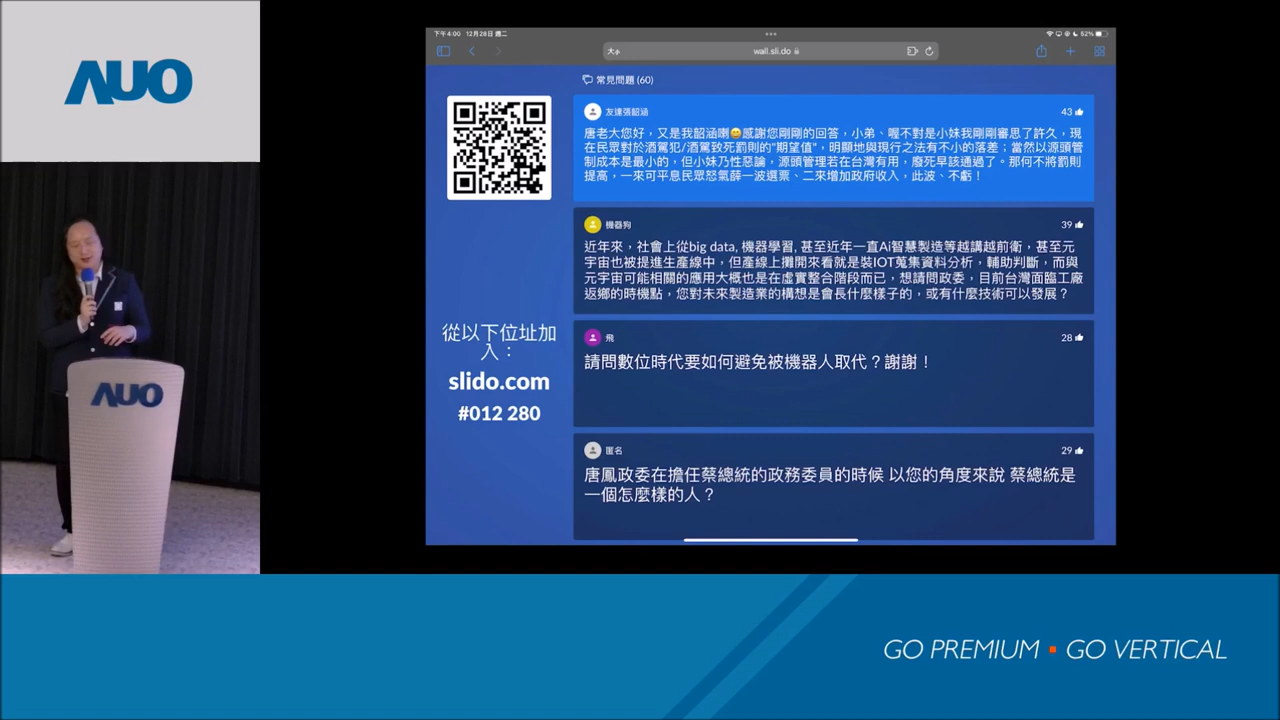 AUO
AUO
下午4:00 12月28日 週二
52%
大小
wall.sli.do
常見問題 (60)
友達張韶涵
43
唐老大您好，又是我韶涵喇😄感謝您剛剛的回答，小弟、喔不對是小妹我剛剛審思了許久，現
在民眾對於酒駕犯/酒駕致死罰則的"期望值"，明顯地與現行之法有不小的落差；當然以源頭管
制成本是最小的，但小妹乃性惡論，源頭管理若在台灣有用，廢死早該通過了。那何不將罰則
提高，一來可平息民眾怒氣薛一波選票、二來增加政府收入，此波、不虧！
機器狗
39
近年來，社會上從big data, 機器學習, 甚至近年一直Ai智慧製造等越講越前衛，甚至元
宇宙也被提進生產線中，但產線上攤開來看就是裝IOT蒐集資料分析，輔助判斷，而與
元宇宙可能相關的應用大概也是在虛實整合階段而已，想請問政委，目前台灣面臨工廠
返鄉的時機點，您對未來製造業的構想是會長什麼樣子的，或有什麼技術可以發展？
飛
28
請問數位時代要如何避免被機器人取代？謝謝！
匿名
29
唐鳳政委在擔任蔡總統的政務委員的時候 以您的角度來說 蔡總統是
一個怎麼樣的人？
從以下位址加
入：
slido.com
#012 280
GO PREMIUM ▪ GO VERTICAL